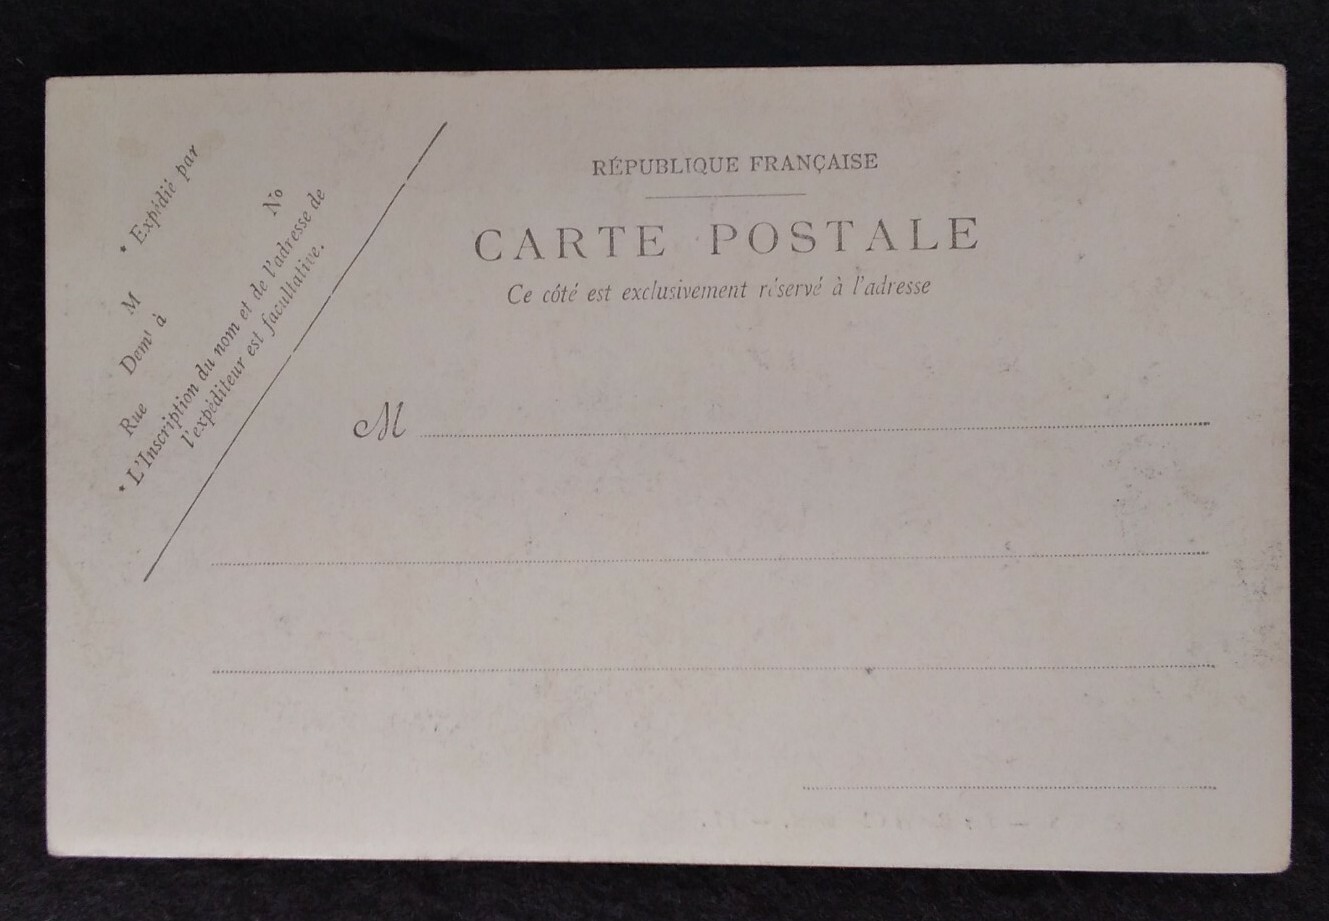 RÉPUBLIQUE FRANÇAISE
CARTE POSTALE
Ce côté est exclusivement réservé à l'adresse
M
* Expédié par
M
Demt à
Rue
No
* L'Inscription du nom et de l'adresse de
l'expéditeur est facultative.